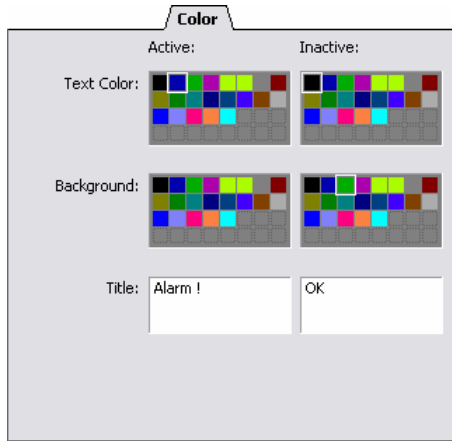 Color
Active: Inactive:
Text Color:
Background:
Title: Alarm ! OK